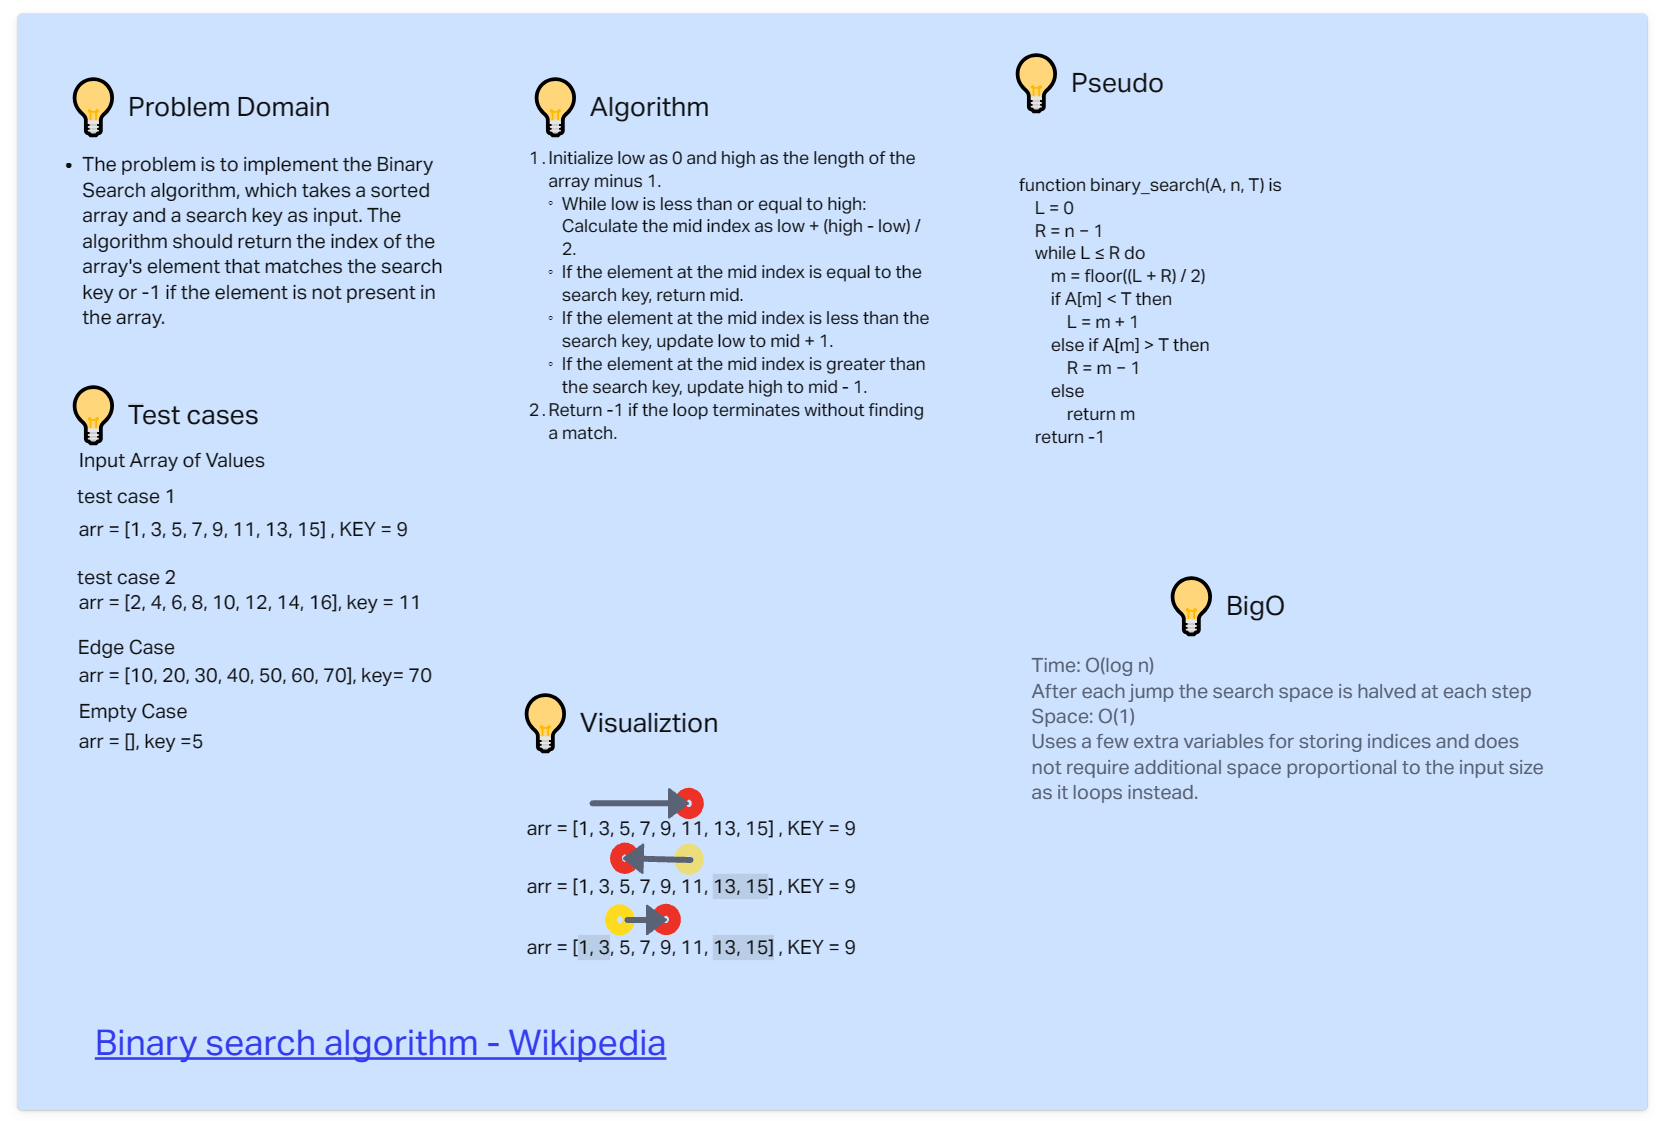 Problem Domain
• The problem is to implement the Binary
Search algorithm, which takes a sorted
array and a search key as input. The
algorithm should return the index of the
array's element that matches the search
key or -1 if the element is not present in
the array.
Test cases
Input Array of Values
test case 1
arr = [1, 3, 5, 7, 9, 11, 13, 15] , KEY = 9
test case 2
arr = [2, 4, 6, 8, 10, 12, 14, 16], key = 11
Edge Case
arr = [10, 20, 30, 40, 50, 60, 70], key= 70
Empty Case
arr = [], key =5
Algorithm
1. Initialize low as 0 and high as the length of the
array minus 1.
◦ While low is less than or equal to high:
Calculate the mid index as low + (high - low) /
2.
◦ If the element at the mid index is equal to the
search key, return mid.
◦ If the element at the mid index is less than the
search key, update low to mid + 1.
◦ If the element at the mid index is greater than
the search key, update high to mid - 1.
2. Return -1 if the loop terminates without finding
a match.
Visualiztion
arr = [1, 3, 5, 7, 9, 11, 13, 15] , KEY = 9
arr = [1, 3, 5, 7, 9, 11, 13, 15] , KEY = 9
arr = [1, 3, 5, 7, 9, 11, 13, 15] , KEY = 9
Pseudo
function binary_search(A, n, T) is
L = 0
R = n − 1
while L ≤ R do
m = floor((L + R) / 2)
if A[m] < T then
L = m + 1
else if A[m] > T then
R = m − 1
else
return m
return -1
BigO
Time: O(log n)
After each jump the search space is halved at each step
Space: O(1)
Uses a few extra variables for storing indices and does
not require additional space proportional to the input size
as it loops instead.
Binary search algorithm - Wikipedia